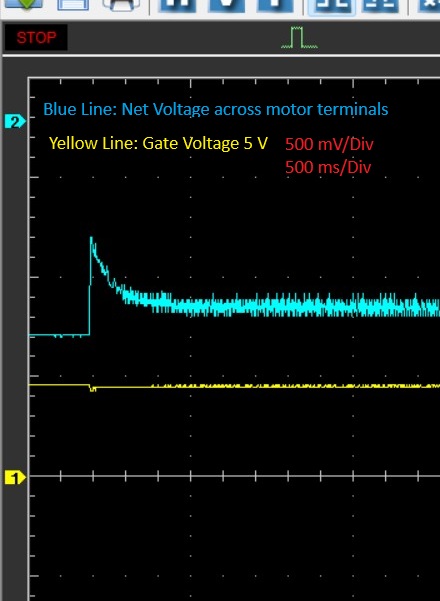 STOP
2
Blue Line: Net Voltage across motor terminals
Yellow Line: Gate Voltage 5 V
500 mV/Div
500 ms/Div
1